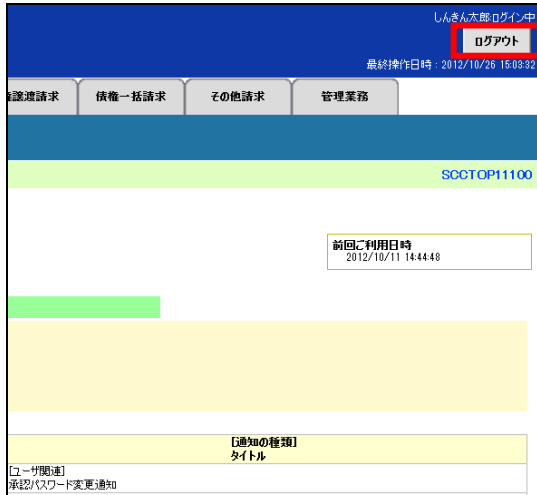 しんきん太郎:ログイン中
ログアウト
最終操作日時:2012/10/26 15:03:32
譲渡請求 債権一括請求 その他請求 管理業務
SCCTOP11100
前回ご利用日時
2012/10/11 14:44:48
[通知の種類]
タイトル
[ユーザ関連]
承認パスワード変更通知